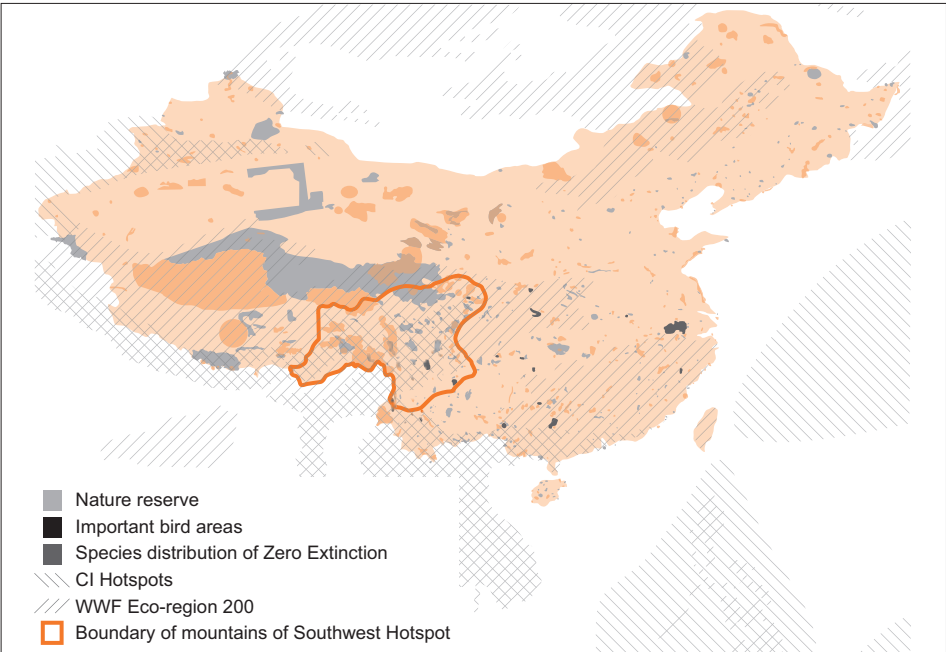 Nature reserve
Important bird areas
Species distribution of Zero Extinction
CI Hotspots
WWF Eco-region 200
Boundary of mountains of Southwest Hotspot